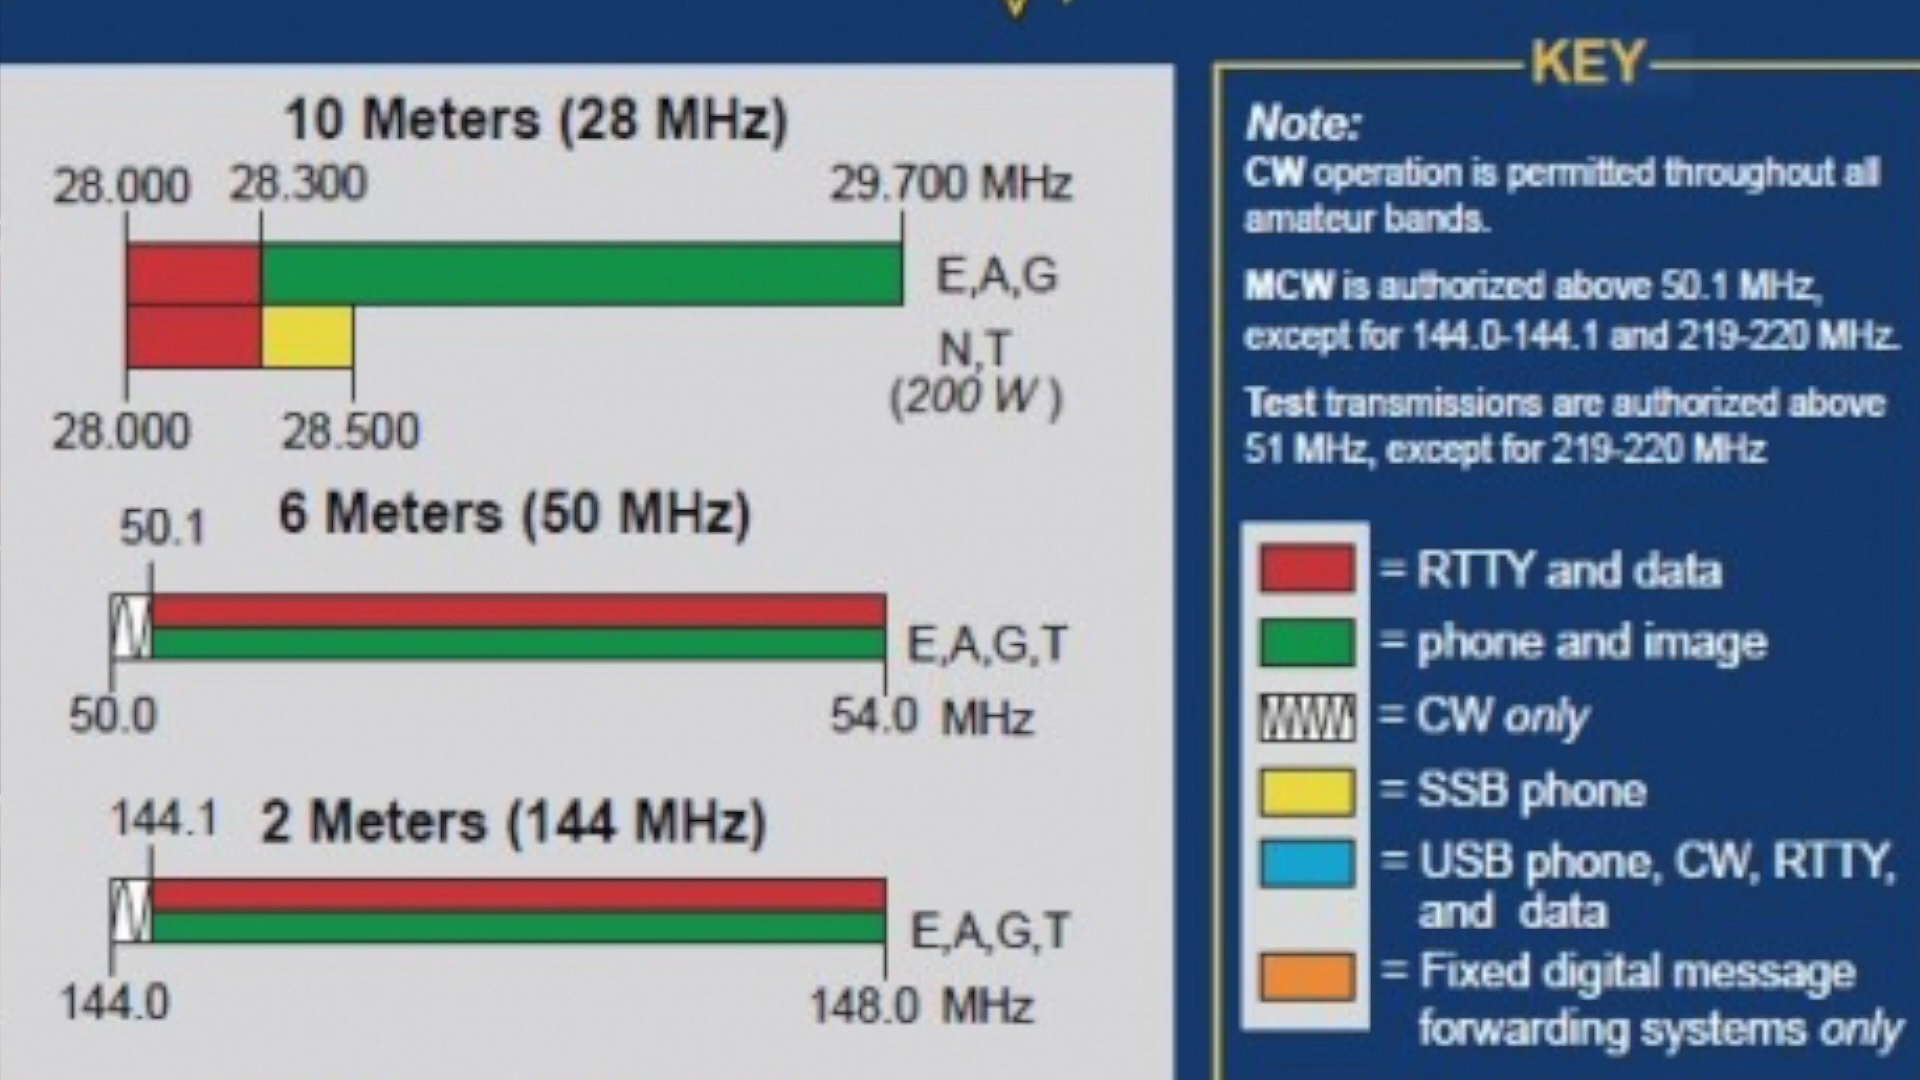 10 Meters (28 MHz)
28.000 28.300 29.700 MHz
E,A,G
N,T
(200 W)
28.000 28.500
6 Meters (50 MHz)
50.1
E,A,G,T
50.0 54.0 MHz
2 Meters (144 MHz)
144.1
E,A,G,T
144.0 148.0 MHz
KEY
Note:
CW operation is permitted throughout all
amateur bands.
MCW is authorized above 50.1 MHz,
except for 144.0-144.1 and 219-220 MHz.
Test transmissions are authorized above
51 MHz, except for 219-220 MHz
= RTTY and data
= phone and image
= CW only
= SSB phone
= USB phone, CW, RTTY,
and data
= Fixed digital message
forwarding systems only